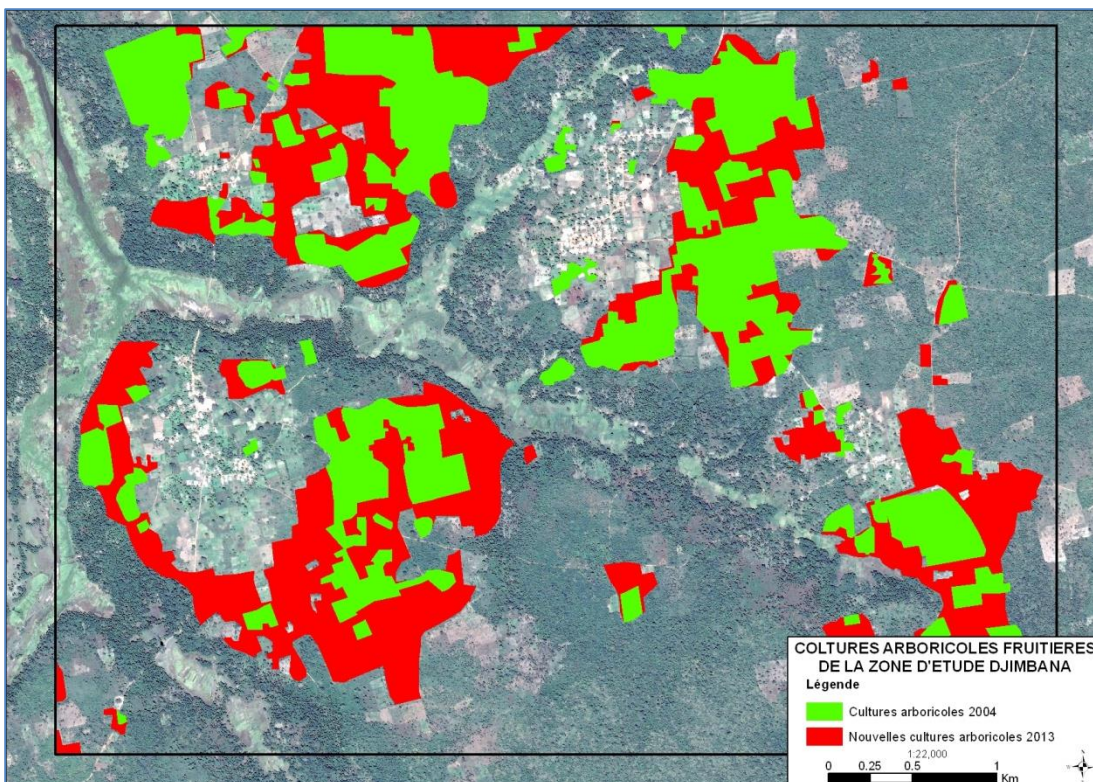 COLTURES ARBORICOLES FRUITIERES
DE LA ZONE D'ETUDE DJIMBANA
Légende
Cultures arboricoles 2004
Nouvelles cultures arboricoles 2013
1:22,000
0 0.25 0.5 1
Km